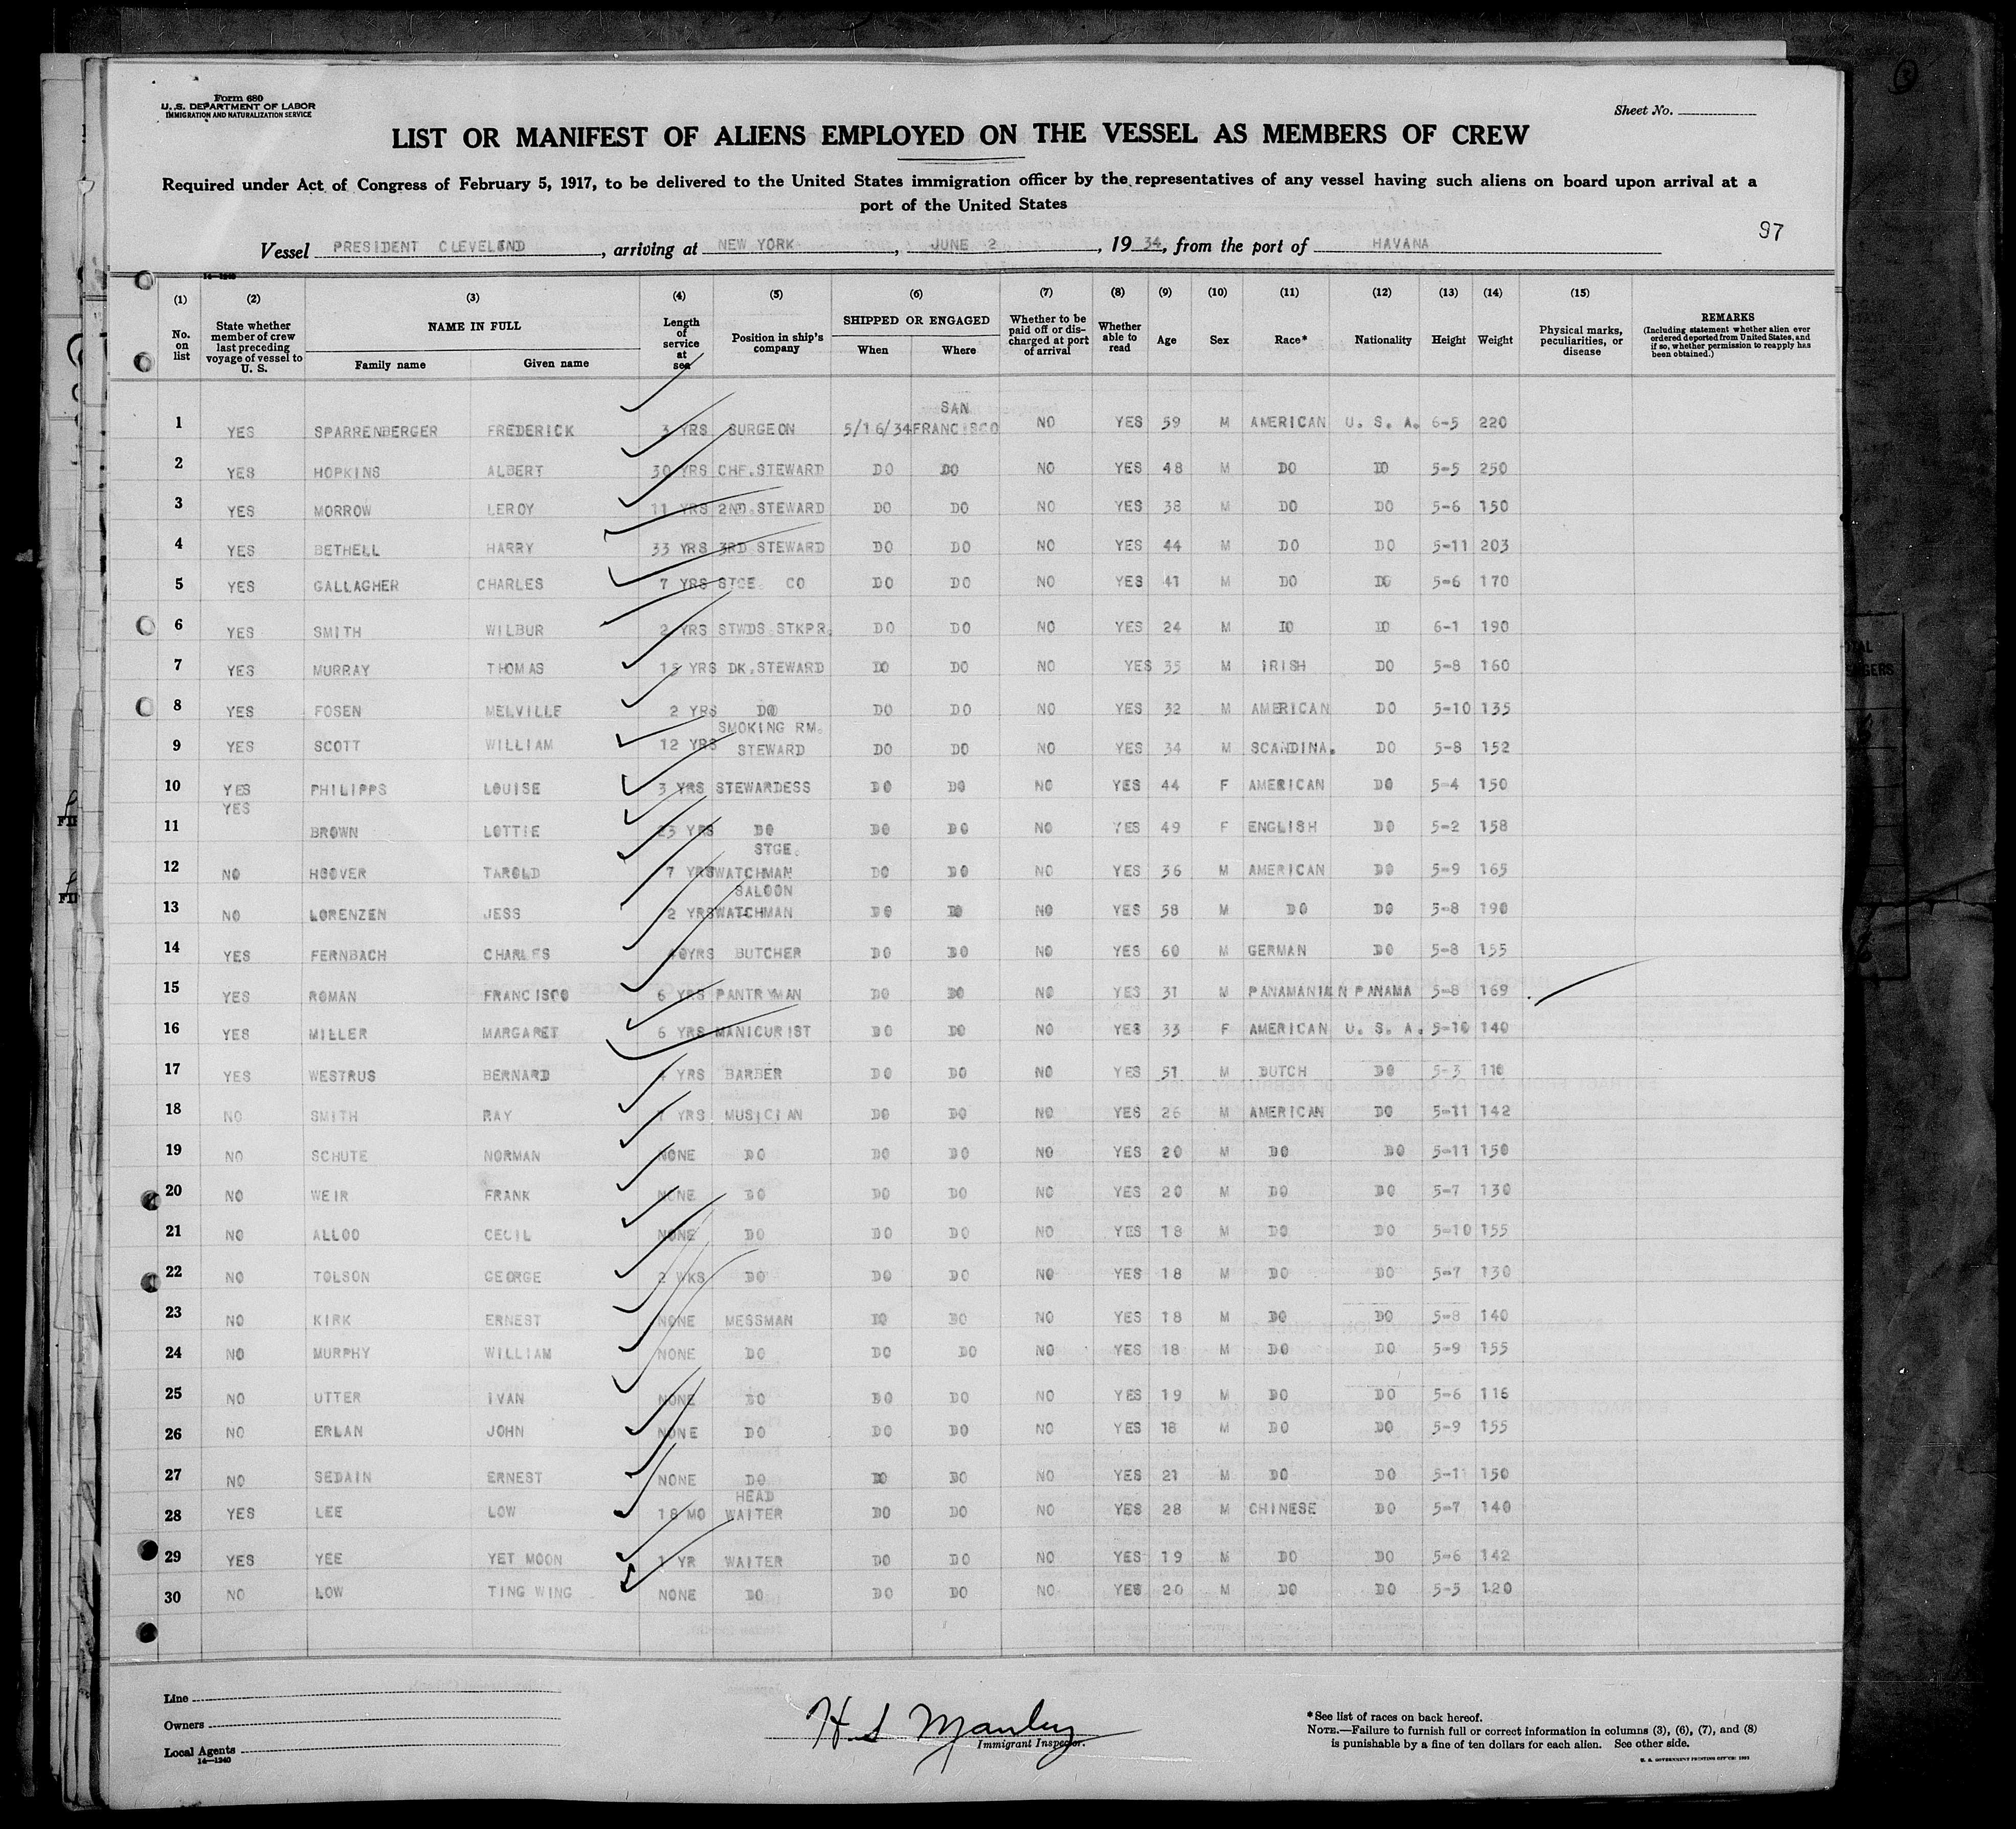 Form 680
U. S. DEPARTMENT OF LABOR
IMMIGRATION AND NATURALIZATION SERVICE
Sheet No.
LIST OR MANIFEST OF ALIENS EMPLOYED ON THE VESSEL AS MEMBERS OF CREW
Required under Act of Congress of February 5, 1917, to be delivered to the United States immigration officer by the representatives of any vessel having such aliens on board upon arrival at a
port of the United States
97
Vessel PRESIDENT CLEVELAND, arriving at NEW YORK, JUNE 2, 1934, from the port of HAVANA
14—1240
(1) (2) (3) (4) (5) (6) (7) (8) (9) (10) (11) (12) (13) (14) (15)
No. on list
State whether member of crew last preceding voyage of vessel to U. S.
NAME IN FULL
Family name
Given name
Length of service at sea
Position in ship's company
SHIPPED OR ENGAGED
When
Where
Whether to be paid off or discharged at port of arrival
Whether able to read
Age
Sex
Race*
Nationality
Height
Weight
Physical marks, peculiarities, or disease
REMARKS
(Including statement whether alien ever ordered deported from United States, and if so, whether permission to reapply has been obtained.)
1 YES SPARRENBERGER FREDERICK 3 YRS SURGEON 5/16/34 SAN FRANCISCO NO YES 59 M AMERICAN U. S. A. 6-5 220
2 YES HOPKINS ALBERT 30 YRS CHF.STEWARD DO DO NO YES 48 M DO DO 5-5 250
3 YES MORROW LEROY 11 YRS 2ND.STEWARD DO DO NO YES 38 M DO DO 5-6 150
4 YES BETHELL HARRY 33 YRS 3RD STEWARD DO DO NO YES 44 M DO DO 5-11 203
5 YES GALLAGHER CHARLES 7 YRS STGE. CO DO DO NO YES 41 M DO DO 5-6 170
6 YES SMITH WILBUR 2 YRS STWDS.STKPR. DO DO NO YES 24 M DO DO 6-1 190
7 YES MURRAY THOMAS 15 YRS DK.STEWARD DO DO NO YES 35 M IRISH DO 5-8 160
8 YES FOSEN MELVILLE 2 YRS DO DO DO NO YES 32 M AMERICAN DO 5-10 135
9 YES SCOTT WILLIAM 12 YRS SMOKING RM. STEWARD DO DO NO YES 34 M SCANDINA. DO 5-8 152
10 YES PHILIPPS LOUISE 3 YRS STEWARDESS DO DO NO YES 44 F AMERICAN DO 5-4 150
11 YES BROWN LOTTIE 23 YRS DO DO DO NO YES 49 F ENGLISH DO 5-2 158
12 NO HOOVER TAROLD 7 YRS STGE. WATCHMAN DO DO NO YES 36 M AMERICAN DO 5-9 165
13 NO LORENZEN JESS 2 YRS SALOON WATCHMAN DO DO NO YES 58 M DO DO 5-8 190
14 YES FERNBACH CHARLES 40YRS BUTCHER DO DO NO YES 60 M GERMAN DO 5-8 155
15 YES ROMAN FRANCISCO 6 YRS PANTRYMAN DO DO NO YES 31 M PANAMANIAN PANAMA 5-8 169
16 YES MILLER MARGARET 6 YRS MANICURIST DO DO NO YES 33 F AMERICAN U. S. A. 5-10 140
17 YES WESTRUS BERNARD 4 YRS BARBER DO DO NO YES 51 M DUTCH DO 5-3 110
18 NO SMITH RAY YRS MUSICIAN DO DO NO YES 26 M AMERICAN DO 5-11 142
19 NO SCHUTE NORMAN NONE DO DO DO NO YES 20 M DO DO 5-11 150
20 NO WEIR FRANK NONE DO DO DO NO YES 20 M DO DO 5-7 130
21 NO ALLOO CECIL NONE DO DO DO NO YES 18 M DO DO 5-10 155
22 NO TOLSON GEORGE 2 WKS DO DO DO NO YES 18 M DO DO 5-7 130
23 NO KIRK ERNEST NONE MESSMAN DO DO NO YES 18 M DO DO 5-8 140
24 NO MURPHY WILLIAM NONE DO DO DO NO YES 18 M DO DO 5-9 155
25 NO UTTER IVAN NONE DO DO DO NO YES 19 M DO DO 5-6 116
26 NO ERLAN JOHN NONE DO DO DO NO YES 18 M DO DO 5-9 155
27 NO SEDAIN ERNEST NONE DO DO DO NO YES 21 M DO DO 5-11 150
28 YES LEE LOW 18 MO HEAD WAITER DO DO NO YES 28 M CHINESE DO 5-7 140
29 YES YEE YET MOON 1 YR WAITER DO DO NO YES 19 M DO DO 5-6 142
30 NO LOW TING WING NONE DO DO DO NO YES 20 M DO DO 5-5 120
Line
Owners
Local Agents
14—1240
H S Manley
Immigrant Inspector.
*See list of races on back hereof.
NOTE.—Failure to furnish full or correct information in columns (3), (6), (7), and (8)
is punishable by a fine of ten dollars for each alien. See other side.